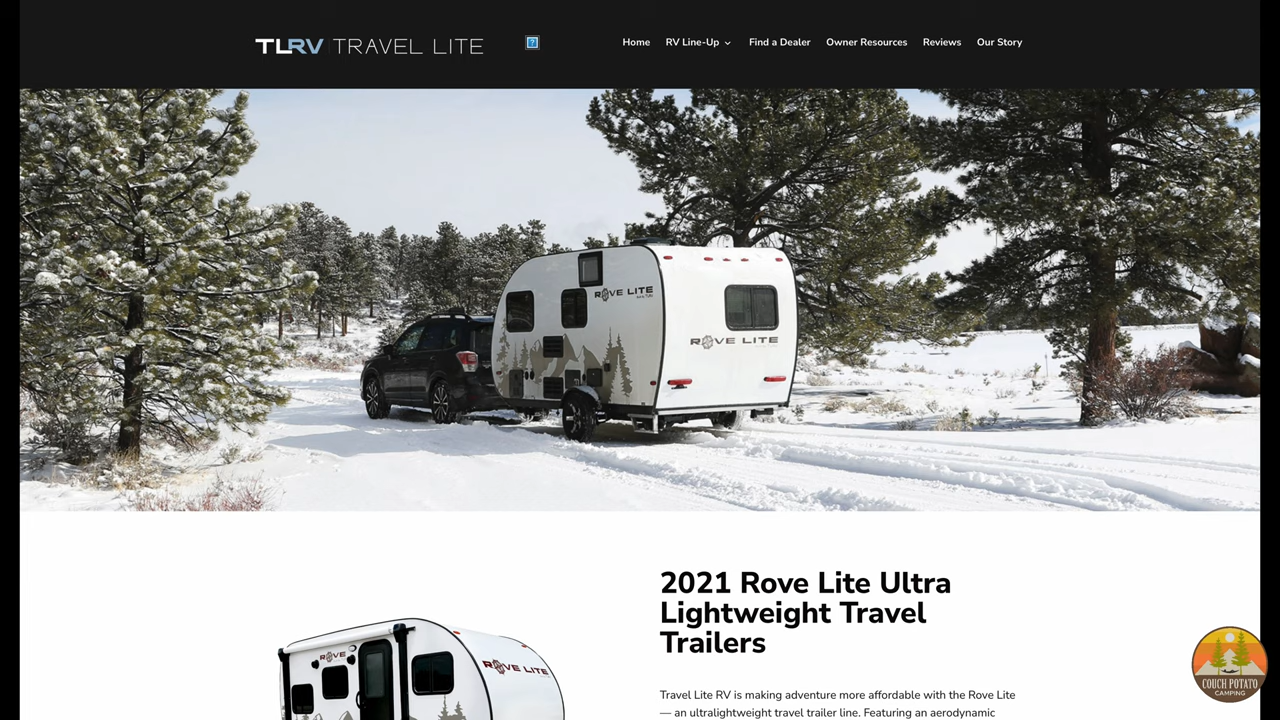 TLRV | TRAVEL LITE
?
Home
RV Line-Up
Find a Dealer
Owner Resources
Reviews
Our Story
ROVE LITE
ROVE LITE
2021 Rove Lite Ultra
Lightweight Travel
Trailers
ROVE
ROVE LITE
Travel Lite RV is making adventure more affordable with the Rove Lite
— an ultralightweight travel trailer line. Featuring an aerodynamic
COUCH POTATO
CAMPING